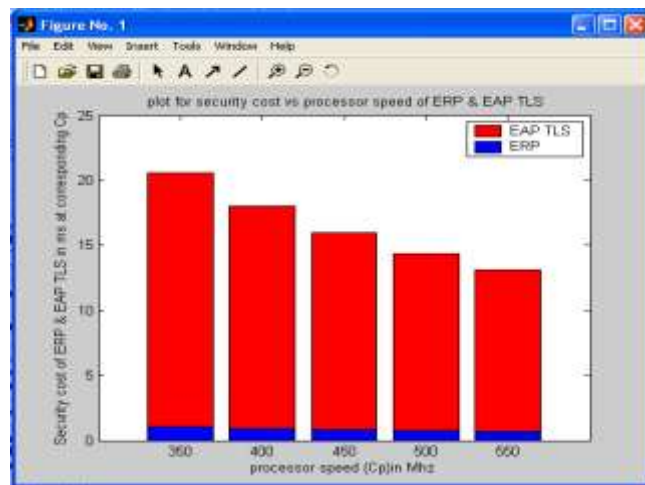 Figure No. 1
File Edit View Insert Tools Window Help
A
plot for security cost vs processor speed of ERP & EAP TLS
EAP TLS
ERP
Security cost of ERP & EAP TLS in ms at corresponding Cp
25
20
15
10
5
0
350 400 450 500 550
processor speed (Cp)in Mhz